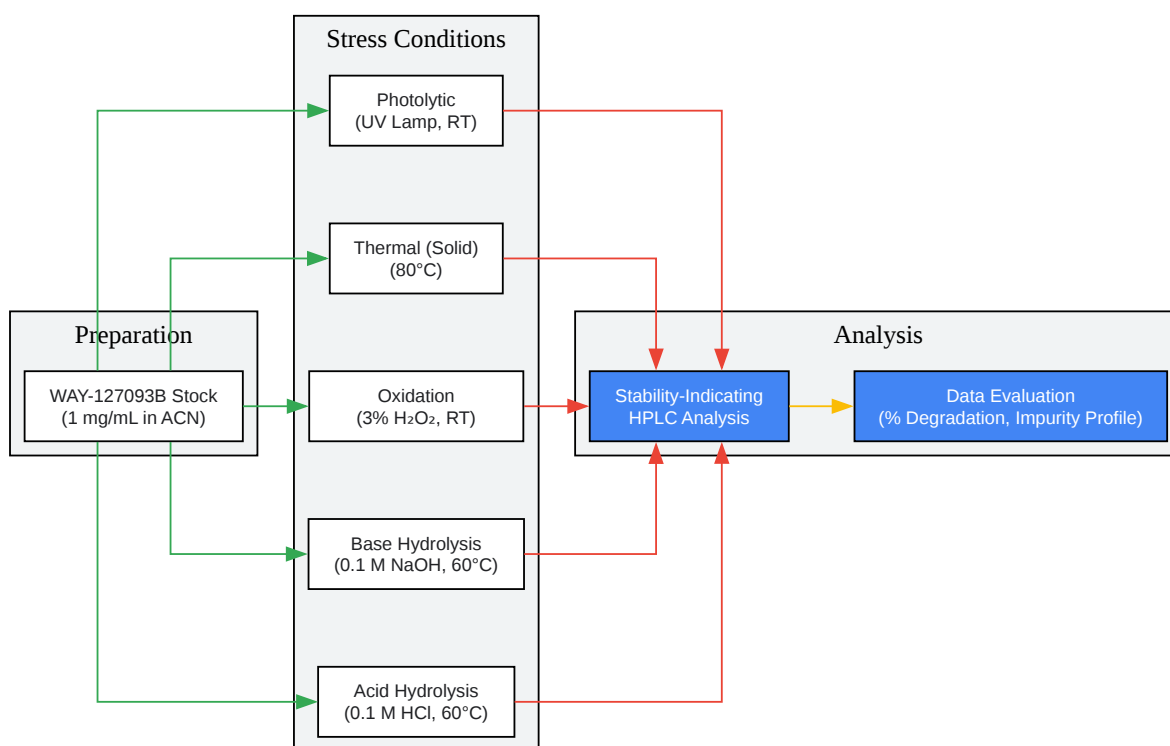 Stress Conditions
Photolytic
(UV Lamp, RT)
Thermal (Solid)
(80°C)
Preparation
WAY-127093B Stock
(1 mg/mL in ACN)
Oxidation
(3% H₂O₂, RT)
Base Hydrolysis
(0.1 M NaOH, 60°C)
Acid Hydrolysis
(0.1 M HCl, 60°C)
Analysis
Stability-Indicating
HPLC Analysis
Data Evaluation
(% Degradation, Impurity Profile)